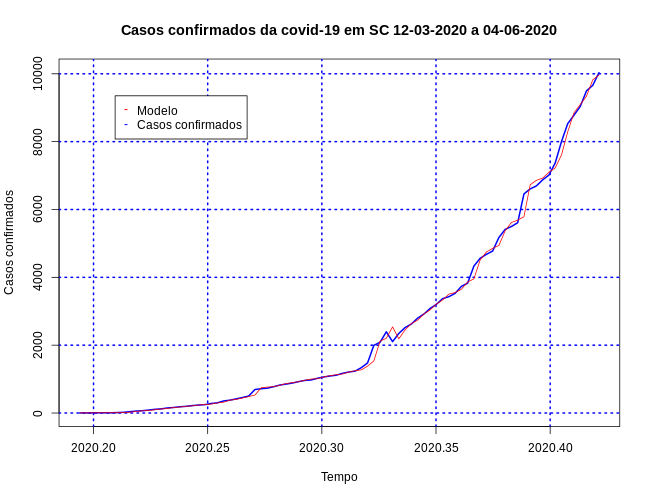 Casos confirmados da covid-19 em SC 12-03-2020 a 04-06-2020
Casos confirmados
10000
8000
6000
4000
2000
0
- Modelo
- Casos confirmados
2020.20 2020.25 2020.30 2020.35 2020.40
Tempo